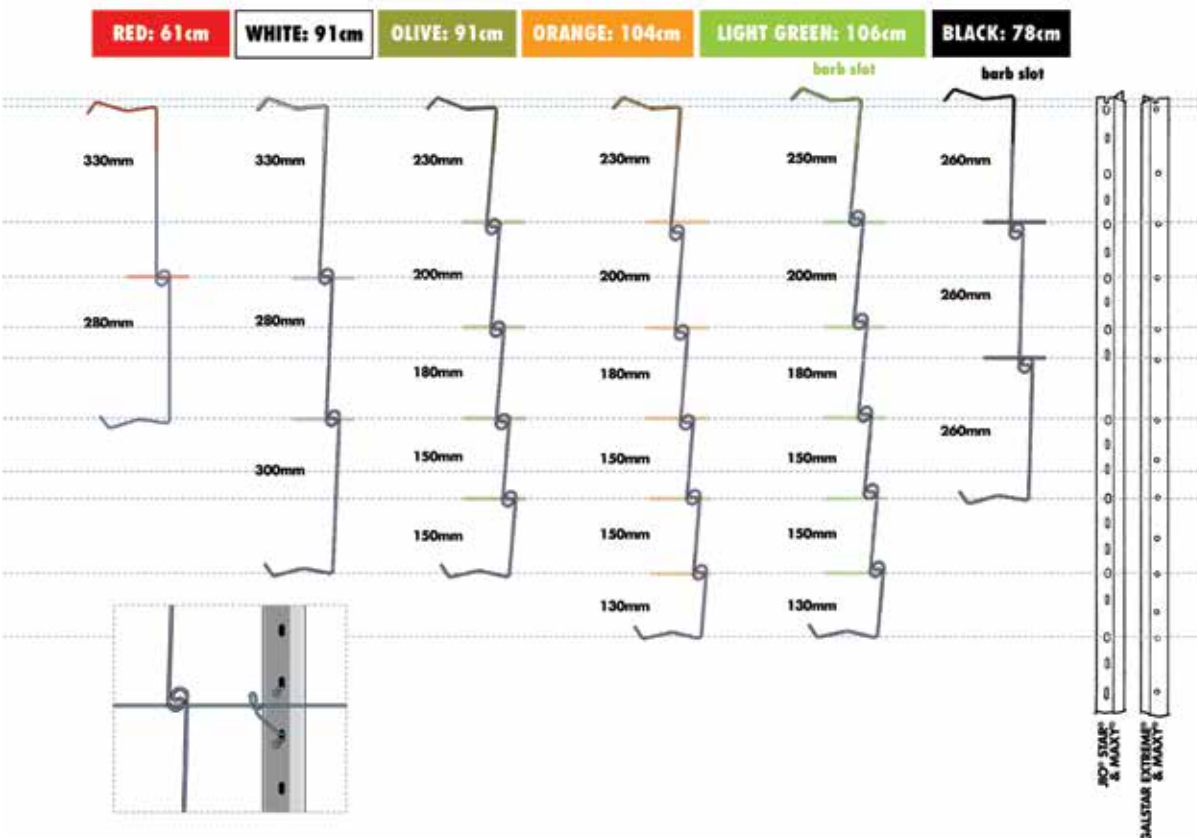 RED: 61cm
WHITE: 91cm
OLIVE: 91cm
ORANGE: 104cm
LIGHT GREEN: 106cm
BLACK: 78cm
barb slot
barb slot
330mm
280mm
330mm
280mm
300mm
230mm
200mm
180mm
150mm
150mm
230mm
200mm
180mm
150mm
150mm
130mm
250mm
200mm
180mm
150mm
150mm
130mm
260mm
260mm
260mm
JIO® STAR®
& MAXY®
GALSTAR EXTREME®
& MAXY®